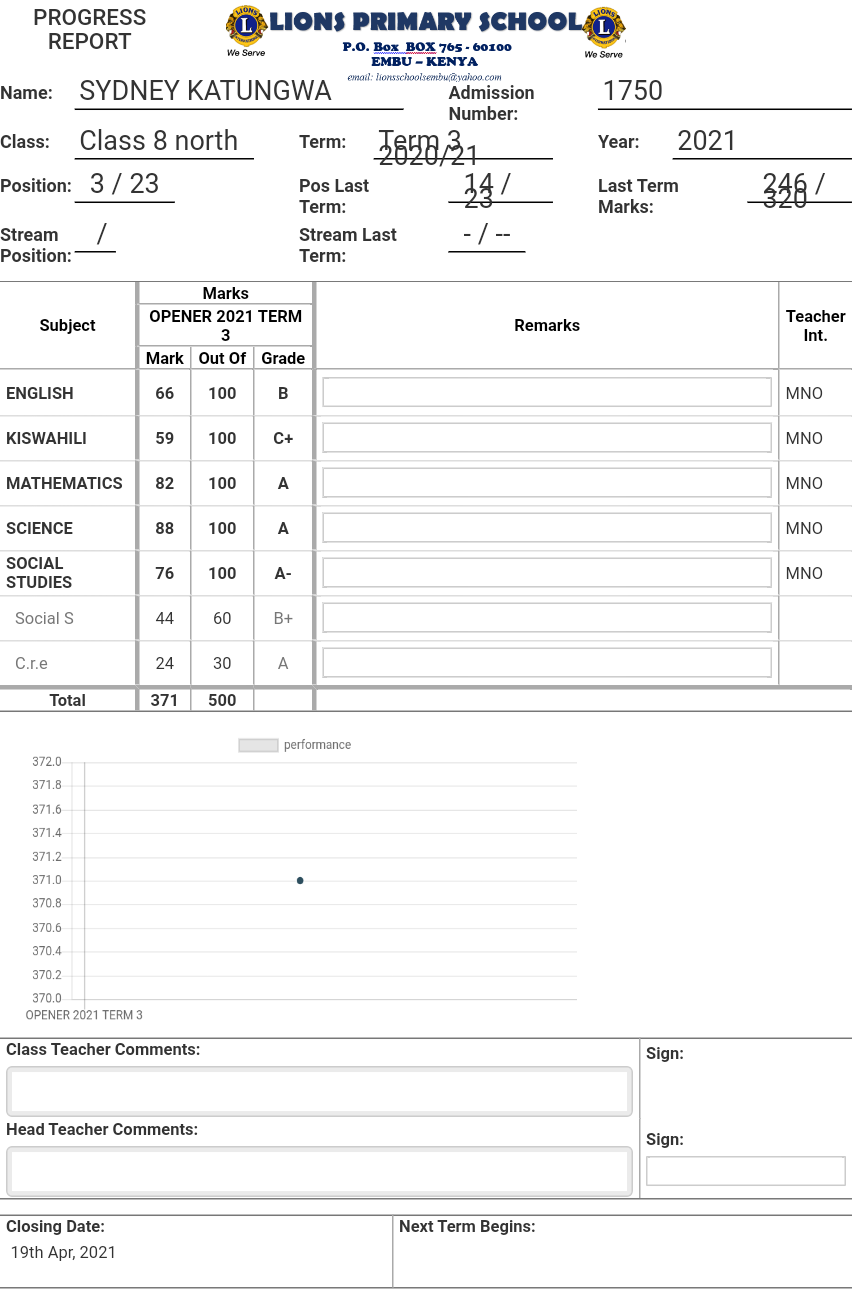 PROGRESS
REPORT
LIONS PRIMARY SCHOOL
We Serve
We Serve
P.O. Box BOX 765 - 60100
EMBU – KENYA
email: lionsschoolsembu@yahoo.com
Name: SYDNEY KATUNGWA Admission Number: 1750
Class: Class 8 north Term: Term 3 2020/21 Year: 2021
Position: 3 / 23 Pos Last Term: 14 / 23 Last Term Marks: 246 / 320
Stream Position: / Stream Last Term: - / --
Subject Marks Remarks Teacher Int.
OPENER 2021 TERM 3
Mark Out Of Grade
ENGLISH 66 100 B MNO
KISWAHILI 59 100 C+ MNO
MATHEMATICS 82 100 A MNO
SCIENCE 88 100 A MNO
SOCIAL STUDIES 76 100 A- MNO
Social S 44 60 B+
C.r.e 24 30 A
Total 371 500
performance
372.0
371.8
371.6
371.4
371.2
371.0
370.8
370.6
370.4
370.2
370.0
OPENER 2021 TERM 3
Class Teacher Comments: Sign:
Head Teacher Comments: Sign:
Closing Date: Next Term Begins:
19th Apr, 2021